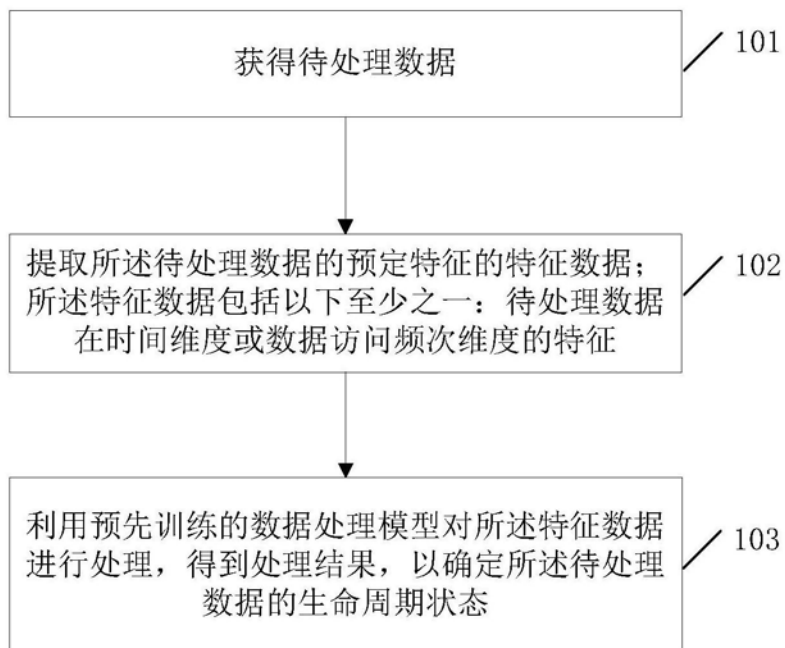 获得待处理数据
101
提取所述待处理数据的预定特征的特征数据；
所述特征数据包括以下至少之一：待处理数据
在时间维度或数据访问频次维度的特征
102
利用预先训练的数据处理模型对所述特征数据
进行处理，得到处理结果，以确定所述待处理
数据的生命周期状态
103